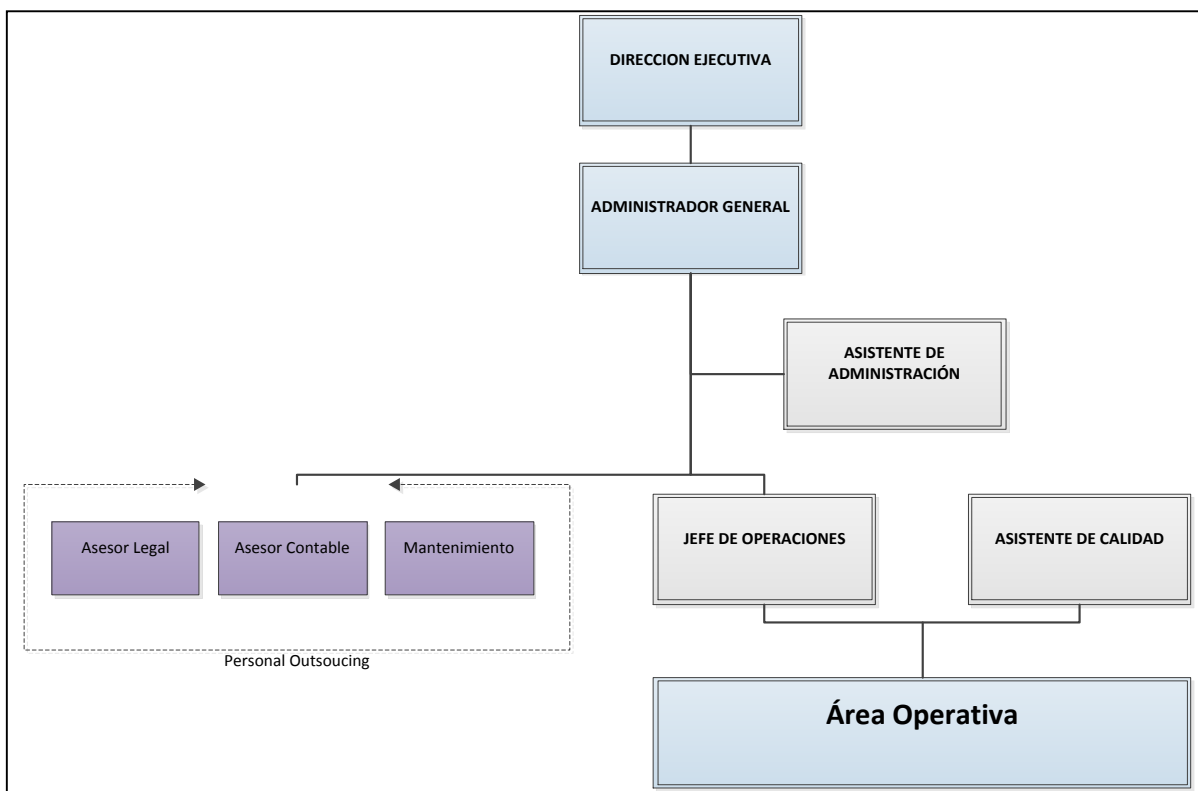 DIRECCION EJECUTIVA
ADMINISTRADOR GENERAL
ASISTENTE DE
ADMINISTRACIÓN
Asesor Legal
Asesor Contable
Mantenimiento
JEFE DE OPERACIONES
ASISTENTE DE CALIDAD
Personal Outsoucing
Área Operativa